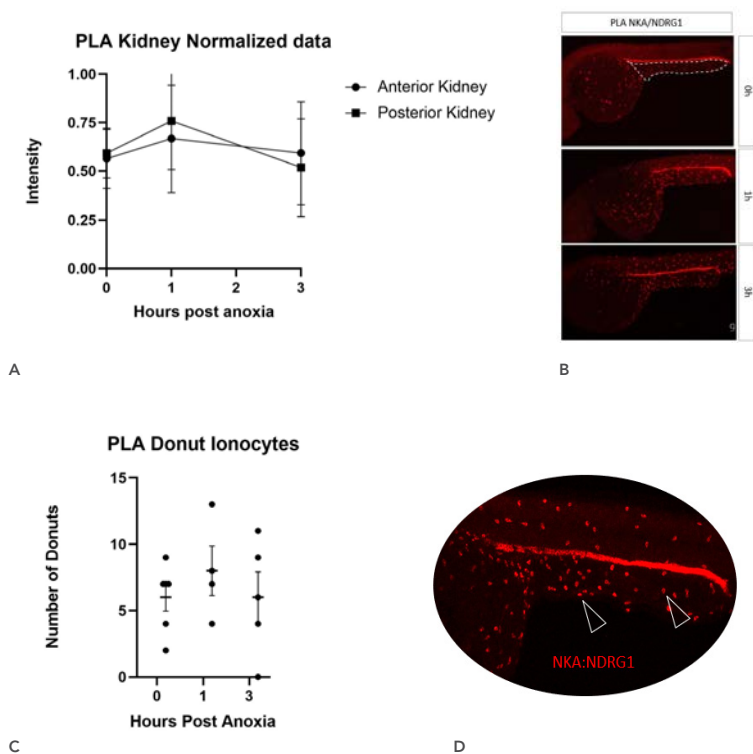 PLA Kidney Normalized data
1.00
0.75
0.50
0.25
0.00
Intensity
0 1 2 3
Hours post anoxia
Anterior Kidney
Posterior Kidney
A
PLA NKA/NDRG1
0h
1h
3h
9
B
PLA Donut Ionocytes
15
10
5
0
Number of Donuts
0 1 3
Hours Post Anoxia
C
NKA:NDRG1
D